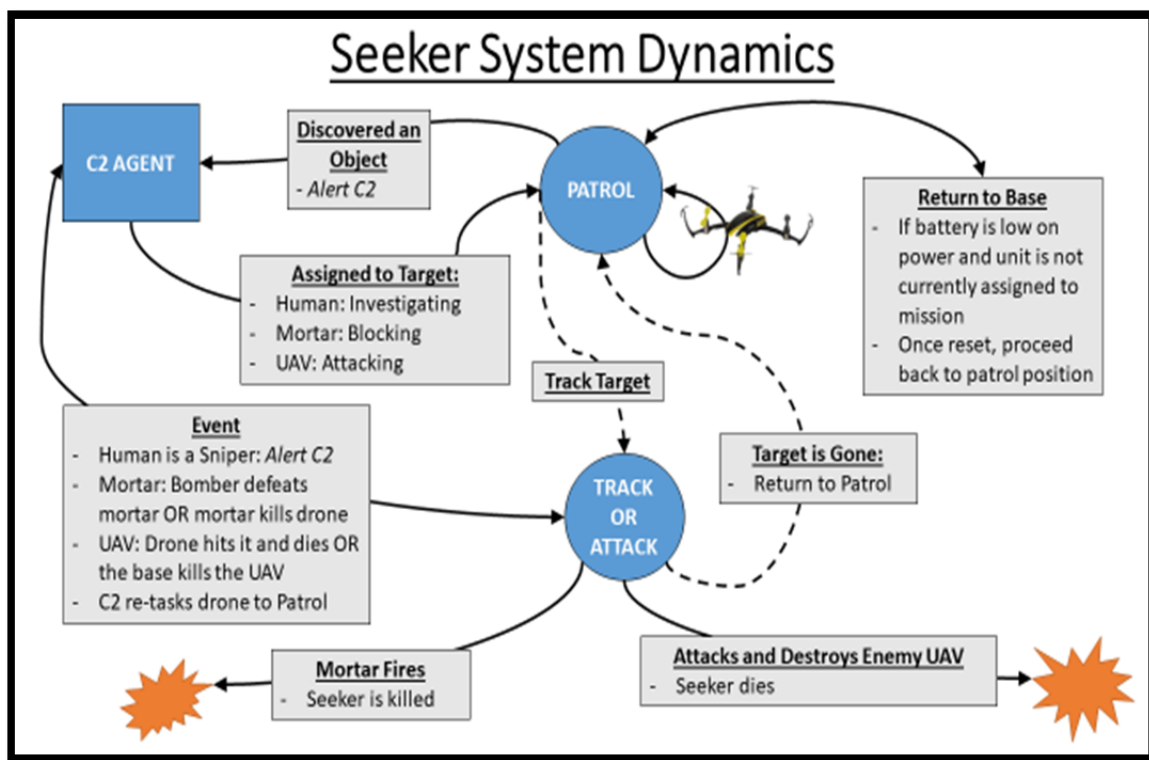 Seeker System Dynamics
C2 AGENT
Discovered an
Object
- Alert C2
PATROL
Return to Base
- If battery is low on
power and unit is not
currently assigned to
mission
- Once reset, proceed
back to patrol position
Assigned to Target:
- Human: Investigating
- Mortar: Blocking
- UAV: Attacking
Track Target
Event
- Human is a Sniper: Alert C2
- Mortar: Bomber defeats
mortar OR mortar kills drone
- UAV: Drone hits it and dies OR
the base kills the UAV
- C2 re-tasks drone to Patrol
TRACK
OR
ATTACK
Target is Gone:
- Return to Patrol
Mortar Fires
- Seeker is killed
Attacks and Destroys Enemy UAV
- Seeker dies